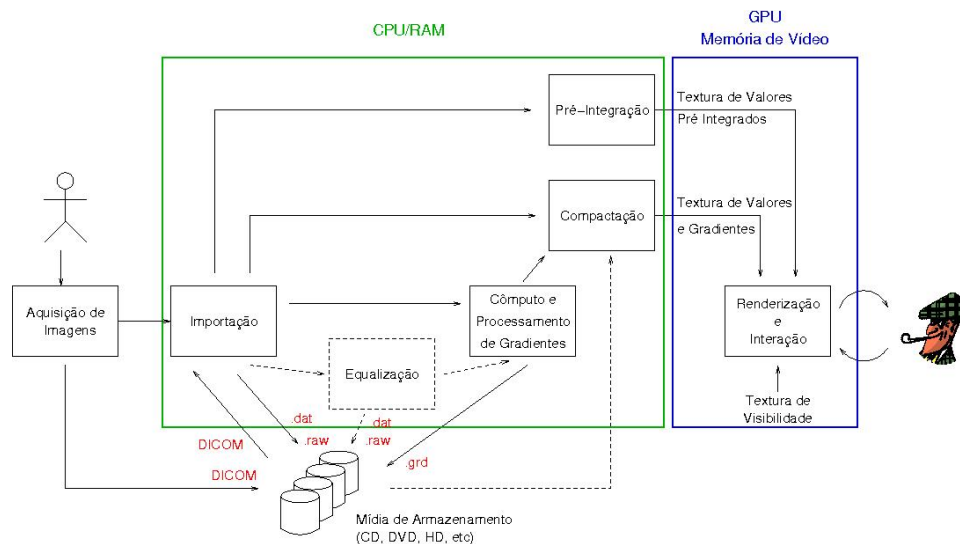 GPU
Memória de Vídeo
CPU/RAM
Pré-Integração
Textura de Valores
Pré Integrados
Compactação
Textura de Valores
e Gradientes
Aquisição de
Imagens
Importação
Cômputo e
Processamento
de Gradientes
Renderização
e
Interação
Equalização
Textura de
Visibilidade
.dat
.raw
.dat
.raw
DICOM
.grd
DICOM
Mídia de Armazenamento
(CD, DVD, HD, etc)